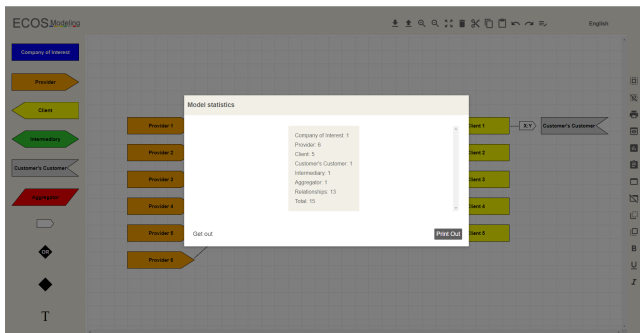 ECOS Modeling
English
Company of Interest
Provider
Client
Intermediary
Customer's Customer
Aggregator
OR
T
Model statistics
Company of Interest: 1
Provider: 6
Client: 5
Customer's Customer: 1
Intermediary: 1
Aggregator: 1
Relationships: 13
Total: 15
Get out
Print Out
Provider 1
Provider 2
Provider 3
Provider 4
Provider 5
Provider 6
Client 1
Client 2
Client 3
Client 4
Client 5
X:Y
Customer's Customer
B
U
I